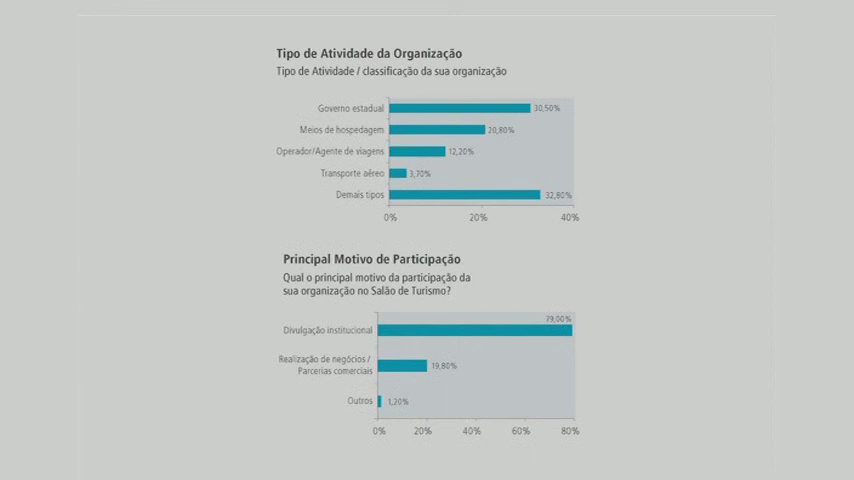 Tipo de Atividade da Organização
Tipo de Atividade / classificação da sua organização
Governo estadual 30,50%
Meios de hospedagem 20,80%
Operador/Agente de viagens 12,20%
Transporte aéreo 3,70%
Demais tipos 32,80%
0% 20% 40%
Principal Motivo de Participação
Qual o principal motivo da participação da
sua organização no Salão de Turismo?
79,00%
Divulgação institucional
Realização de negócios /
Parcerias comerciais 19,80%
Outros 1,20%
0% 20% 40% 60% 80%